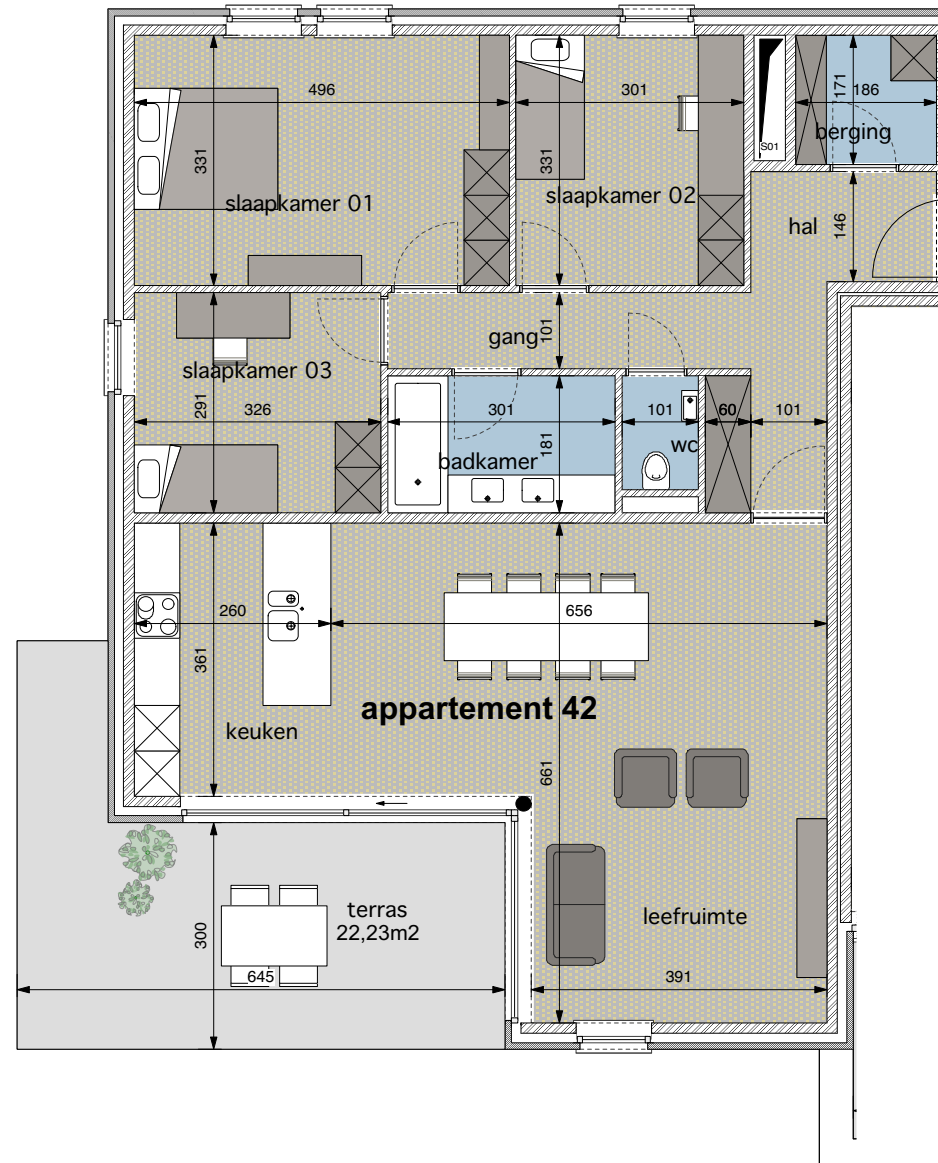 496
301
171
186
berging
S01
331
331
slaapkamer 01
slaapkamer 02
hal
146
gang
101
slaapkamer 03
291
326
301
101
60
101
181
badkamer
wc
260
656
361
appartement 42
keuken
661
terras
22,23m2
leefruimte
300
645
391